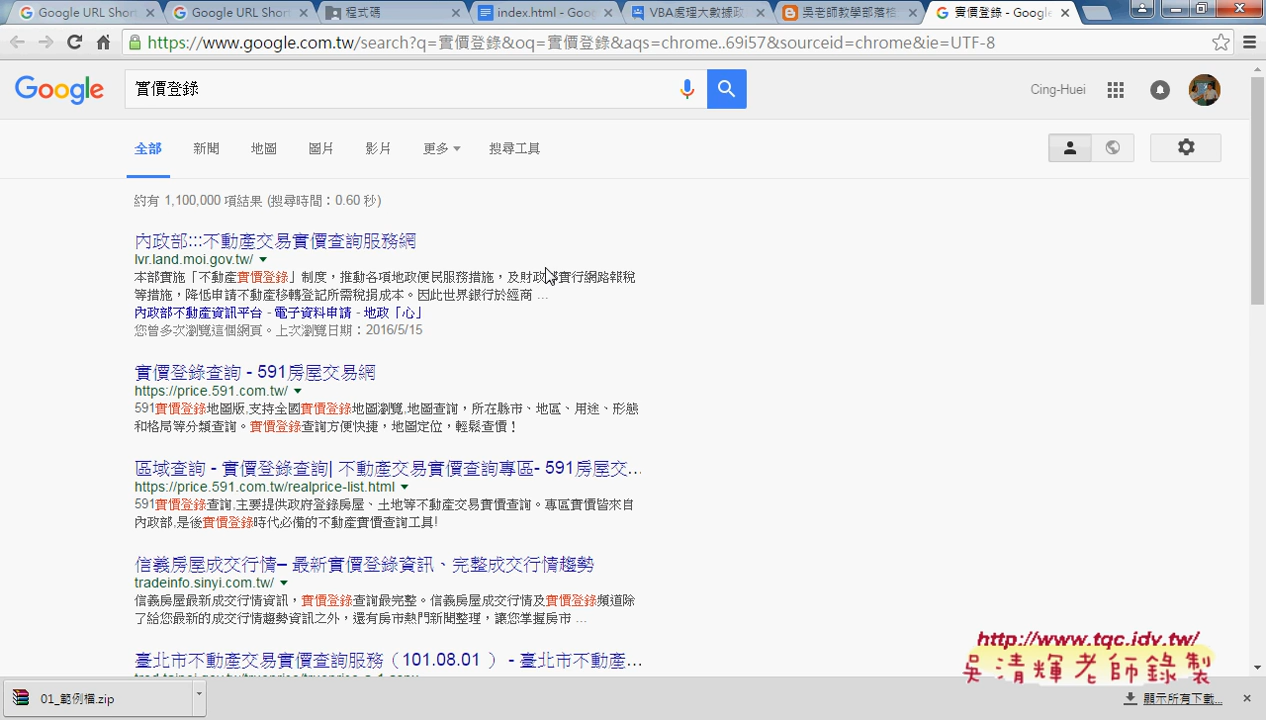 Google URL Short
Google URL Short
程式碼
index.html - Goo
VBA處理大數據政
吳老師教學部落格
實價登錄 - Google
https://www.google.com.tw/search?q=實價登錄&oq=實價登錄&aqs=chrome..69i57&sourceid=chrome&ie=UTF-8
Google
實價登錄
Cing-Huei
全部 新聞 地圖 圖片 影片 更多 搜尋工具
約有 1,100,000 項結果 (搜尋時間：0.60 秒)
內政部:::不動產交易實價查詢服務網
lvr.land.moi.gov.tw/
本部實施「不動產實價登錄」制度，推動各項地政便民服務措施，及財政部實行網路報稅
等措施，降低申請不動產移轉登記所需稅捐成本。因此世界銀行於經商 ...
內政部不動產資訊平台 - 電子資料申請 - 地政「心」
您曾多次瀏覽這個網頁。上次瀏覽日期：2016/5/15
實價登錄查詢 - 591房屋交易網
https://price.591.com.tw/
591實價登錄地圖版,支持全國實價登錄地圖瀏覽,地圖查詢，所在縣市、地區、用途、形態
和格局等分類查詢。實價登錄查詢方便快捷，地圖定位，輕鬆查價！
區域查詢 - 實價登錄查詢| 不動產交易實價查詢專區- 591房屋交...
https://price.591.com.tw/realprice-list.html
591實價登錄查詢,主要提供政府登錄房屋、土地等不動產交易實價查詢。專區實價皆來自
內政部,是後實價登錄時代必備的不動產實價查詢工具!
信義房屋成交行情– 最新實價登錄資訊、完整成交行情趨勢
tradeinfo.sinyi.com.tw/
信義房屋最新成交行情資訊，實價登錄查詢最完整。信義房屋成交行情及實價登錄頻道除
了給您最新的成交行情趨勢資訊之外，還有房市熱門新聞整理，讓您掌握房市 ...
臺北市不動產交易實價查詢服務（101.08.01 ） - 臺北市不動產...
http://www.tqc.idv.tw/
吳清輝老師錄製
01_範例檔.zip
顯示所有下載...